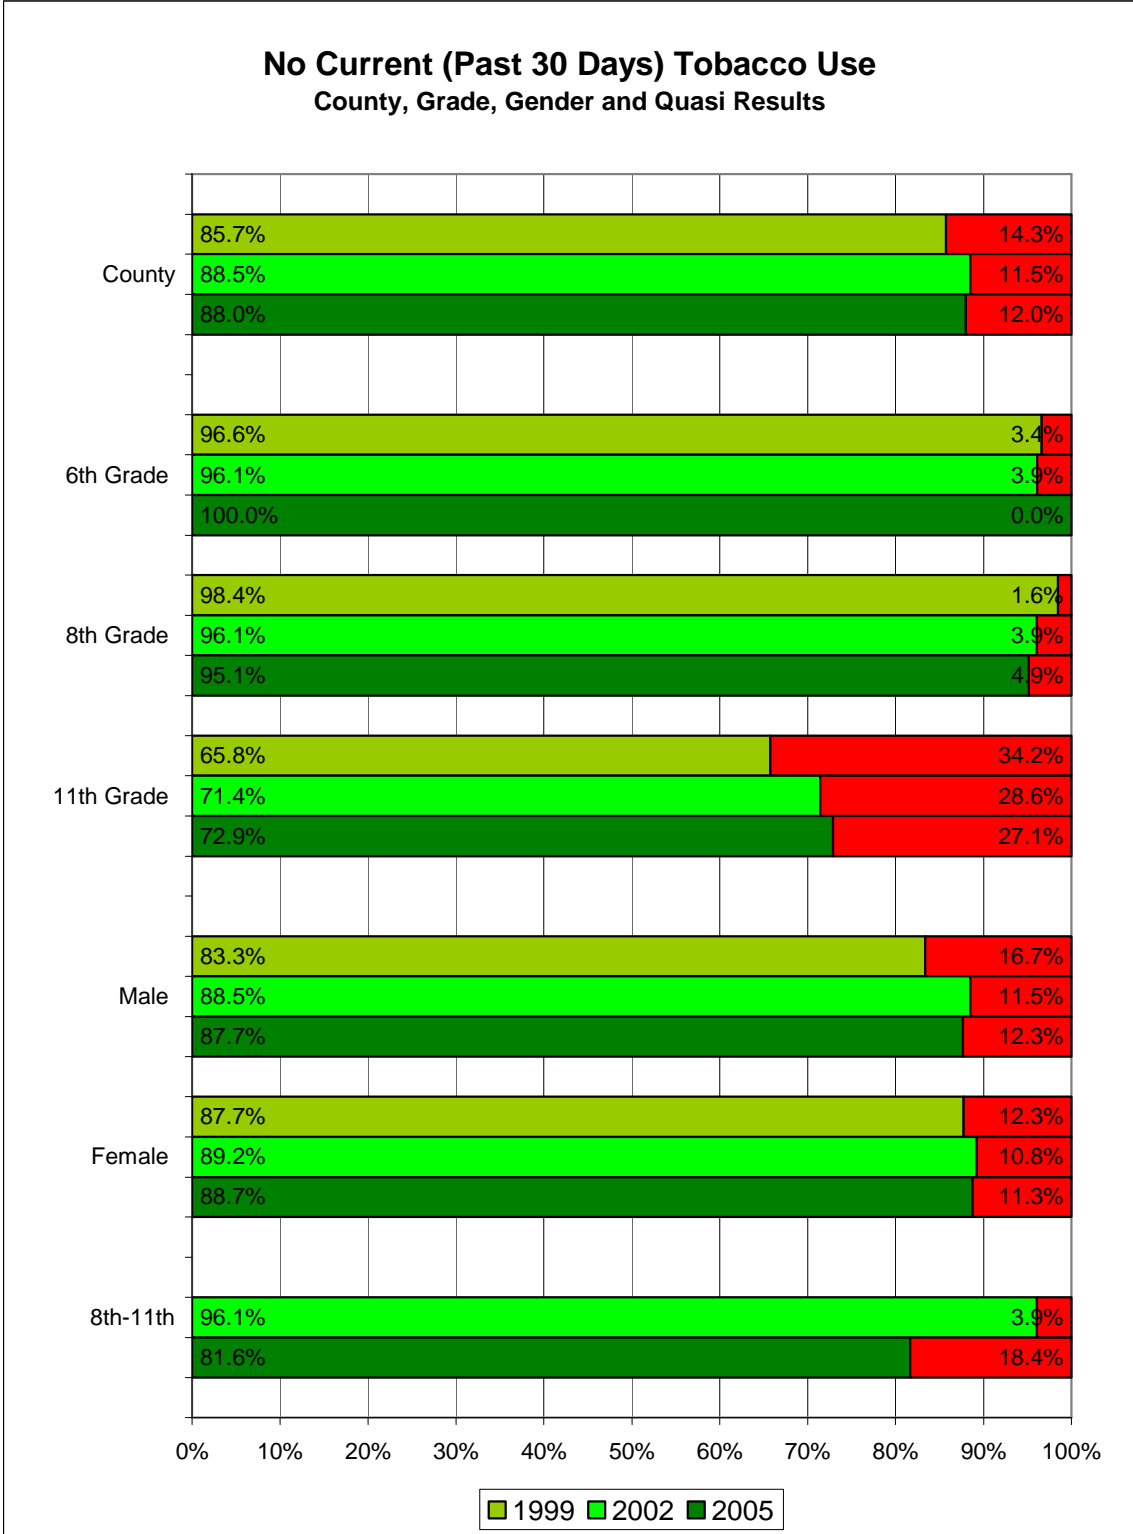 No Current (Past 30 Days) Tobacco Use
County, Grade, Gender and Quasi Results
85.7% 14.3%
County 88.5% 11.5%
88.0% 12.0%
96.6% 3.4%
6th Grade 96.1% 3.9%
100.0% 0.0%
98.4% 1.6%
8th Grade 96.1% 3.9%
95.1% 4.9%
65.8% 34.2%
11th Grade 71.4% 28.6%
72.9% 27.1%
83.3% 16.7%
Male 88.5% 11.5%
87.7% 12.3%
87.7% 12.3%
Female 89.2% 10.8%
88.7% 11.3%
8th-11th 96.1% 3.9%
81.6% 18.4%
0% 10% 20% 30% 40% 50% 60% 70% 80% 90% 100%
1999 2002 2005